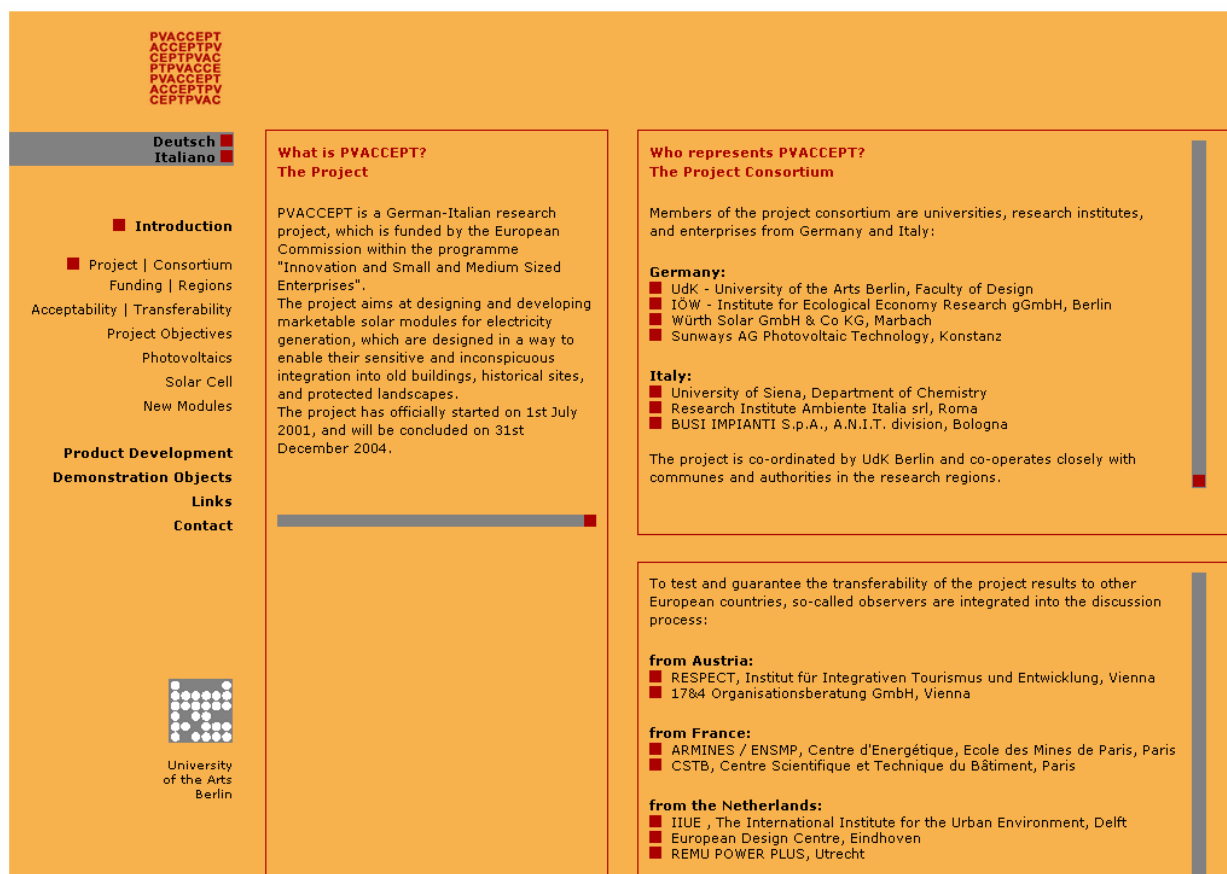 PVACCEPT
ACCEPTPV
CEPTPVAC
PTPVACCE
PVACCEPT
ACCEPTPV
CEPTPVAC
Deutsch
Italiano
Introduction
Project | Consortium
Funding | Regions
Acceptability | Transferability
Project Objectives
Photovoltaics
Solar Cell
New Modules
Product Development
Demonstration Objects
Links
Contact
University
of the Arts
Berlin
What is PVACCEPT?
The Project
PVACCEPT is a German-Italian research
project, which is funded by the European
Commission within the programme
"Innovation and Small and Medium Sized
Enterprises".
The project aims at designing and developing
marketable solar modules for electricity
generation, which are designed in a way to
enable their sensitive and inconspicuous
integration into old buildings, historical sites,
and protected landscapes.
The project has officially started on 1st July
2001, and will be concluded on 31st
December 2004.
Who represents PVACCEPT?
The Project Consortium
Members of the project consortium are universities, research institutes,
and enterprises from Germany and Italy:
Germany:
UdK - University of the Arts Berlin, Faculty of Design
IÖW - Institute for Ecological Economy Research gGmbH, Berlin
Würth Solar GmbH & Co KG, Marbach
Sunways AG Photovoltaic Technology, Konstanz
Italy:
University of Siena, Department of Chemistry
Research Institute Ambiente Italia srl, Roma
BUSI IMPIANTI S.p.A., A.N.I.T. division, Bologna
The project is co-ordinated by UdK Berlin and co-operates closely with
communes and authorities in the research regions.
To test and guarantee the transferability of the project results to other
European countries, so-called observers are integrated into the discussion
process:
from Austria:
RESPECT, Institut für Integrativen Tourismus und Entwicklung, Vienna
17&4 Organisationsberatung GmbH, Vienna
from France:
ARMINES / ENSMP, Centre d'Energétique, Ecole des Mines de Paris, Paris
CSTB, Centre Scientifique et Technique du Bâtiment, Paris
from the Netherlands:
IIUE , The International Institute for the Urban Environment, Delft
European Design Centre, Eindhoven
REMU POWER PLUS, Utrecht